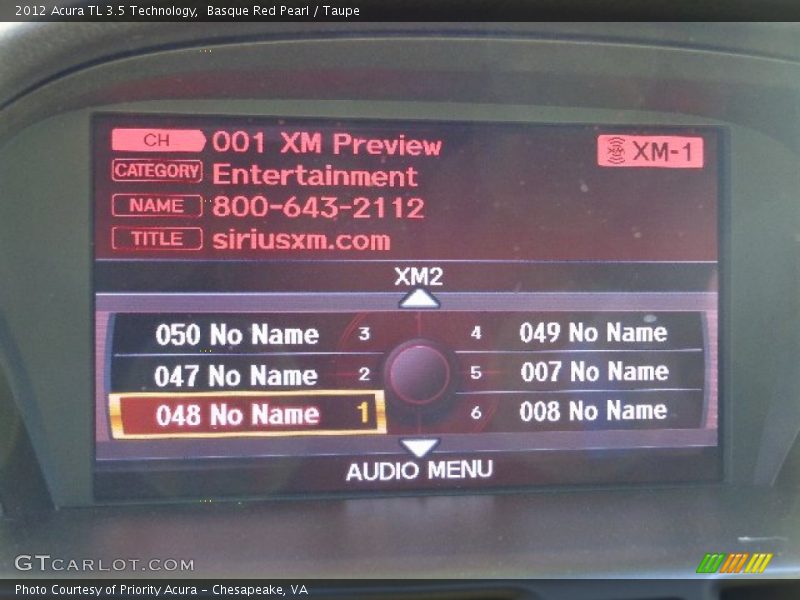 2012 Acura TL 3.5 Technology,  Basque Red Pearl / Taupe
CH 001 XM Preview
XM-1
CATEGORY Entertainment
NAME 800-643-2112
TITLE siriusxm.com
XM2
050 No Name 3
4 049 No Name
047 No Name 2
5 007 No Name
048 No Name 1
6 008 No Name
AUDIO MENU
GTCARLOT.COM
Photo Courtesy of Priority Acura - Chesapeake, VA